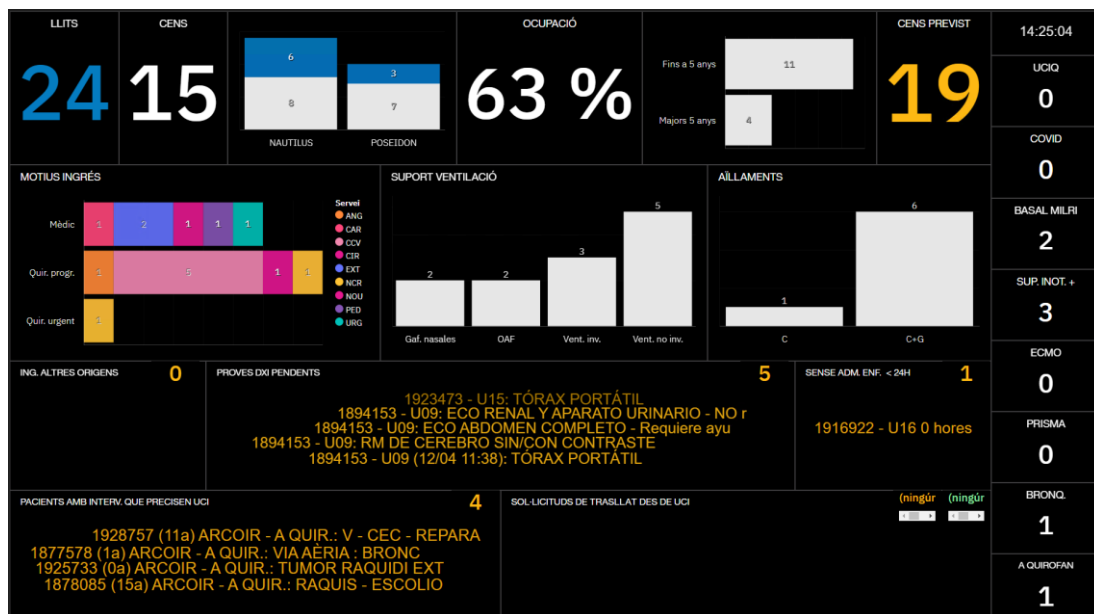 LLITS
24
CENS
15
6
8
3
7
NAUTILUS
POSEIDON
OCUPACIÓ
63 %
Fins a 5 anys
11
Majors 5 anys
4
CENS PREVIST
19
14:25:04
UCIQ
0
COVID
0
BASAL MILRI
2
SUP. INOT. +
3
ECMO
0
PRISMA
0
BRONQ.
1
A QUIROFAN
1
MOTIUS INGRÉS
Mèdic
1 2 1 1 1
Quir. progr.
1 5 1 1
Quir. urgent
1
Servei
ANG
CAR
CCV
CIR
EXT
NCR
NOU
PED
URG
SUPORT VENTILACIÓ
2 2 3 5
Gaf. nasales OAF Vent. inv. Vent. no inv.
AÏLLAMENTS
1 6
C C+G
ING. ALTRES ORIGENS 0
PROVES DXI PENDENTS 5
1923473 - U15: TÓRAX PORTÁTIL
1894153 - U09: ECO RENAL Y APARATO URINARIO - NO r
1894153 - U09: ECO ABDOMEN COMPLETO - Requiere ayu
1894153 - U09: RM DE CEREBRO SIN/CON CONTRASTE
1894153 - U09 (12/04 11:38): TÓRAX PORTÁTIL
SENSE ADM. ENF. < 24H 1
1916922 - U16 0 hores
PACIENTS AMB INTERV. QUE PRECISEN UCI 4
1928757 (11a) ARCOIR - A QUIR.: V - CEC - REPARA
1877578 (1a) ARCOIR - A QUIR.: VIA AÈRIA : BRONC
1925733 (0a) ARCOIR - A QUIR.: TUMOR RAQUIDI EXT
1878085 (15a) ARCOIR - A QUIR.: RAQUIS - ESCOLIO
SOL·LICITUDS DE TRASLLAT DES DE UCI
(ningúr (ningúr